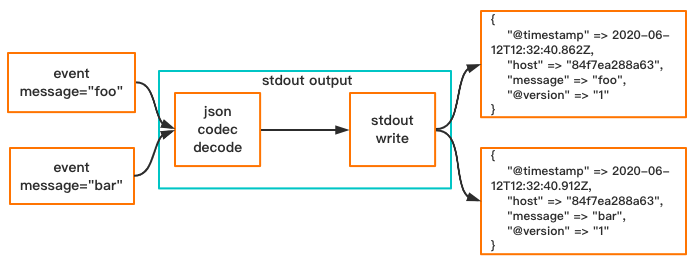 event
message="foo"
event
message="bar"
stdout output
json
codec
decode
stdout
write
{
"@timestamp" => 2020-06-
12T12:32:40.862Z,
"host" => "84f7ea288a63",
"message" => "foo",
"@version" => "1"
}
{
"@timestamp" => 2020-06-
12T12:32:40.912Z,
"host" => "84f7ea288a63",
"message" => "bar",
"@version" => "1"
}